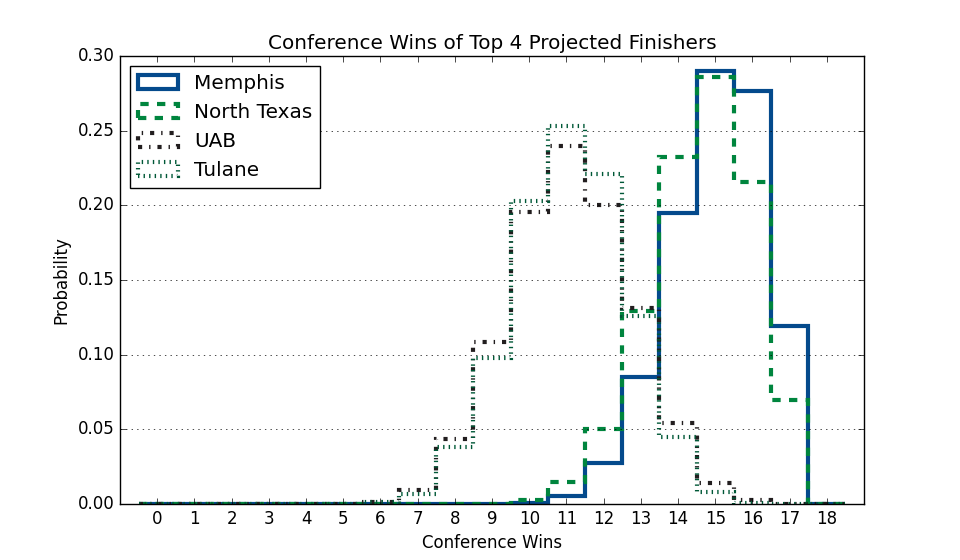 Conference Wins of Top 4 Projected Finishers
Memphis
North Texas
UAB
Tulane
0.30
0.25
0.20
0.15
0.10
0.05
0.00
Probability
0 1 2 3 4 5 6 7 8 9 10 11 12 13 14 15 16 17 18
Conference Wins